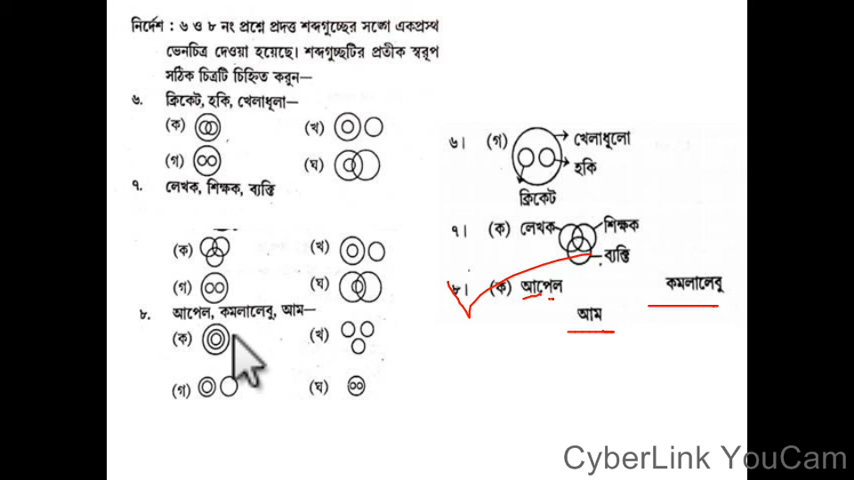 নির্দেশ : ৬ ও ৮ নং প্রশ্নে প্রদত্ত শব্দগুচ্ছের সঙ্গে একপ্রস্থ
ভেনচিত্র দেওয়া হয়েছে। শব্দগুচ্ছটির প্রতীক স্বরূপ
সঠিক চিত্রটি চিহ্নিত করুন—
৬. ক্রিকেট, হকি, খেলাধূলা—
(ক) (খ)
(গ) (ঘ)
৭. লেখক, শিক্ষক, ব্যক্তি
(ক) (খ)
(গ) (ঘ)
৮. আপেল, কমলালেবু, আম—
(ক) (খ)
(গ) (ঘ)
৬। (গ) খেলাধূলো
হকি
ক্রিকেট
৭। (ক) লেখক শিক্ষক
ব্যক্তি
৮। (ক) আপেল কমলালেবু
আম
CyberLink YouCam